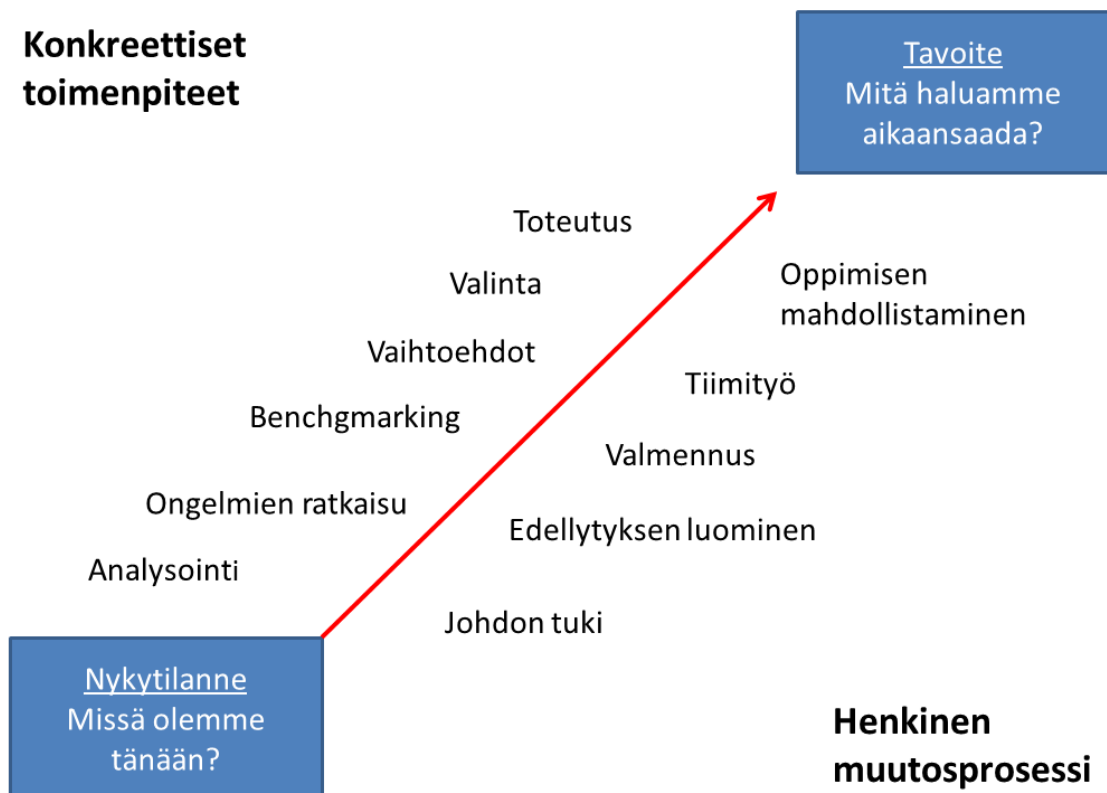 Konkreettiset
toimenpiteet
Tavoite
Mitä haluamme
aikaansaada?
Toteutus
Valinta
Vaihtoehdot
Benchgmarking
Ongelmien ratkaisu
Analysointi
Oppimisen
mahdollistaminen
Tiimityö
Valmennus
Edellytyksen luominen
Johdon tuki
Nykytilanne
Missä olemme
tänään?
Henkinen
muutosprosessi